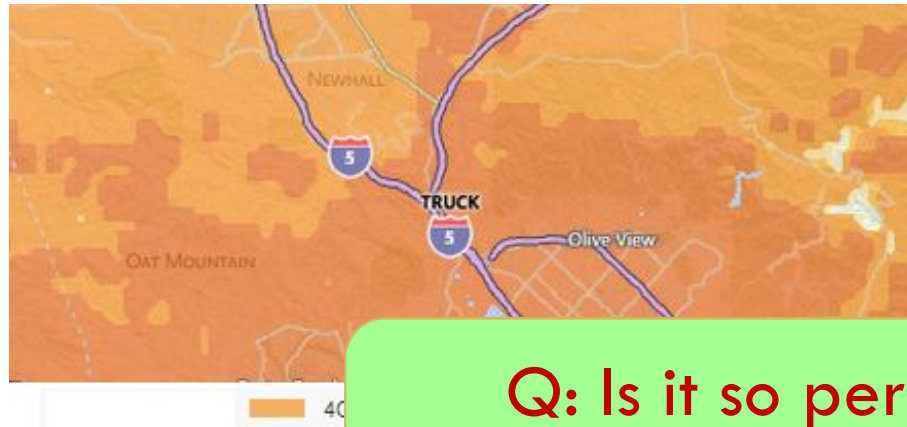 NEWHALL
5
TRUCK
5
Olive View
OAT MOUNTAIN
40
Q: Is it so per